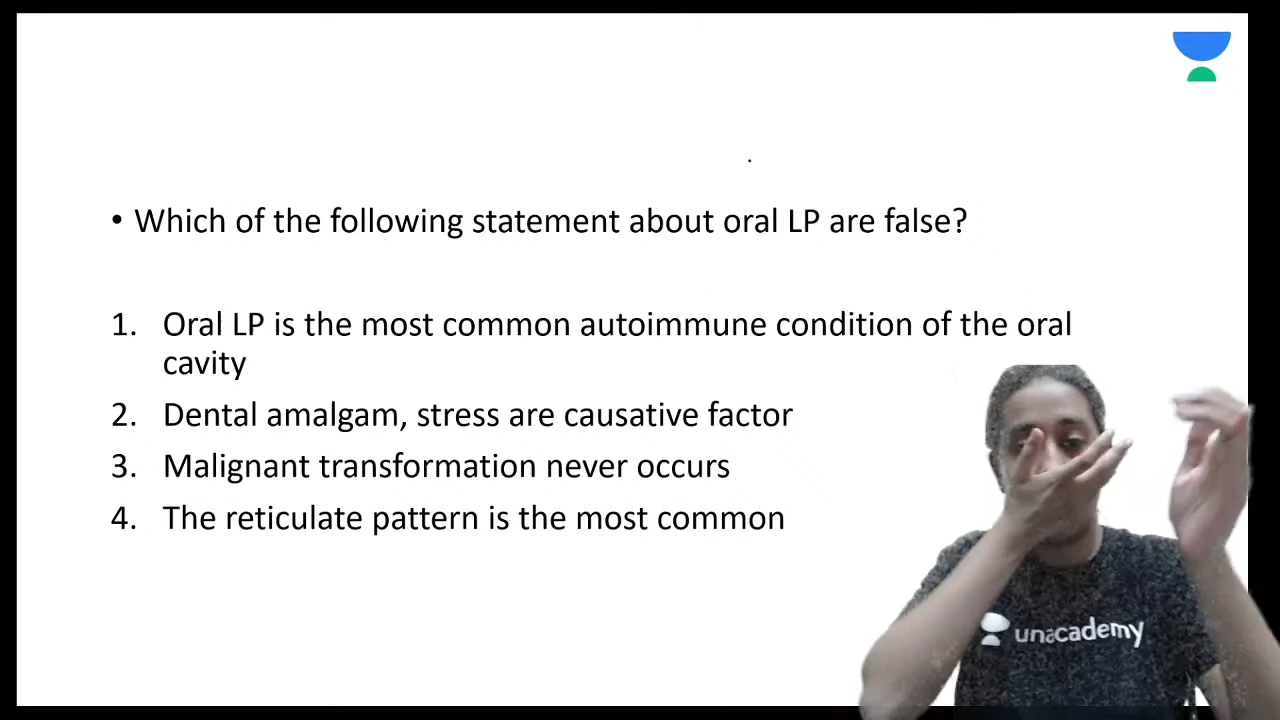 • Which of the following statement about oral LP are false?
1. Oral LP is the most common autoimmune condition of the oral
cavity
2. Dental amalgam, stress are causative factor
3. Malignant transformation never occurs
4. The reticulate pattern is the most common
unacademy